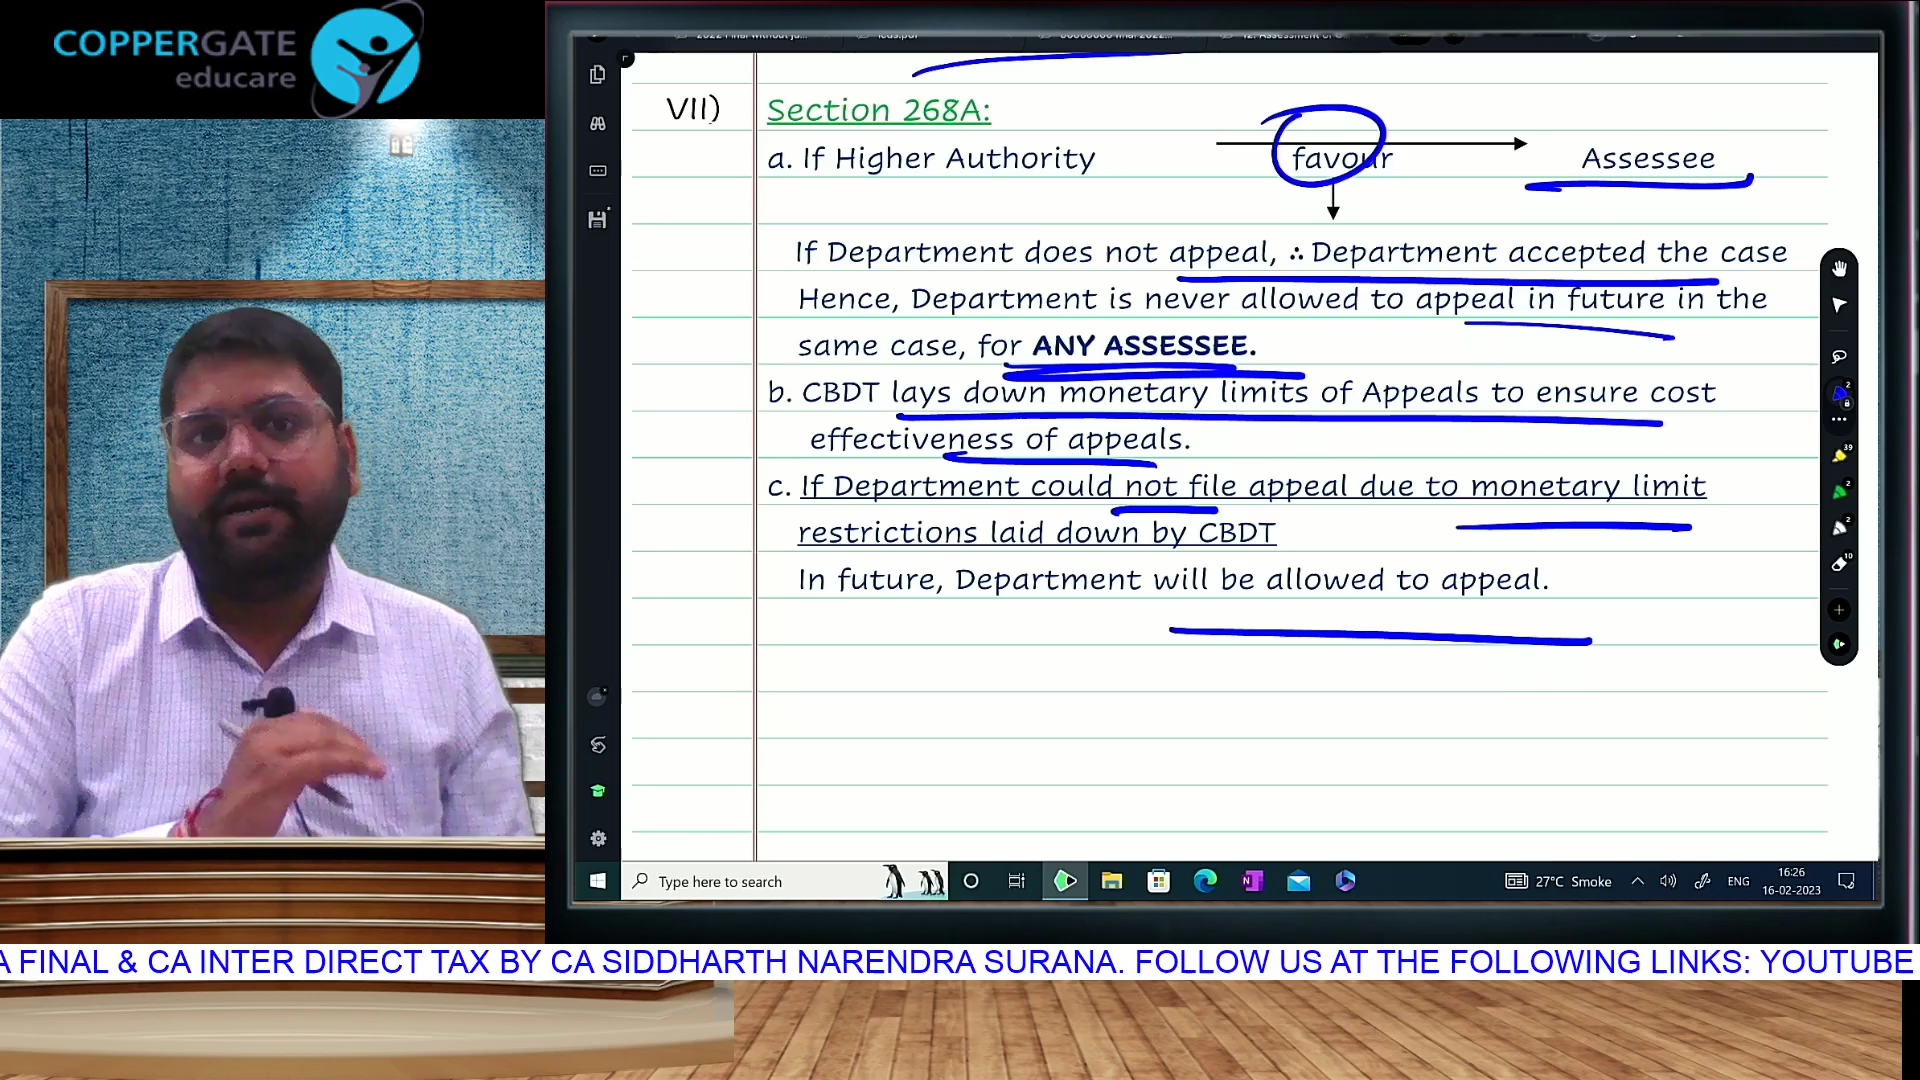 COPPERGATE
educare
VII)
Section 268A:
a. If Higher Authority favour Assessee
If Department does not appeal, ∴ Department accepted the case
Hence, Department is never allowed to appeal in future in the
same case, for ANY ASSESSEE.
b. CBDT lays down monetary limits of Appeals to ensure cost
effectiveness of appeals.
c. If Department could not file appeal due to monetary limit
restrictions laid down by CBDT
In future, Department will be allowed to appeal.
Type here to search
27°C Smoke
ENG
16:26
16-02-2023
A FINAL & CA INTER DIRECT TAX BY CA SIDDHARTH NARENDRA SURANA. FOLLOW US AT THE FOLLOWING LINKS: YOUTUBE